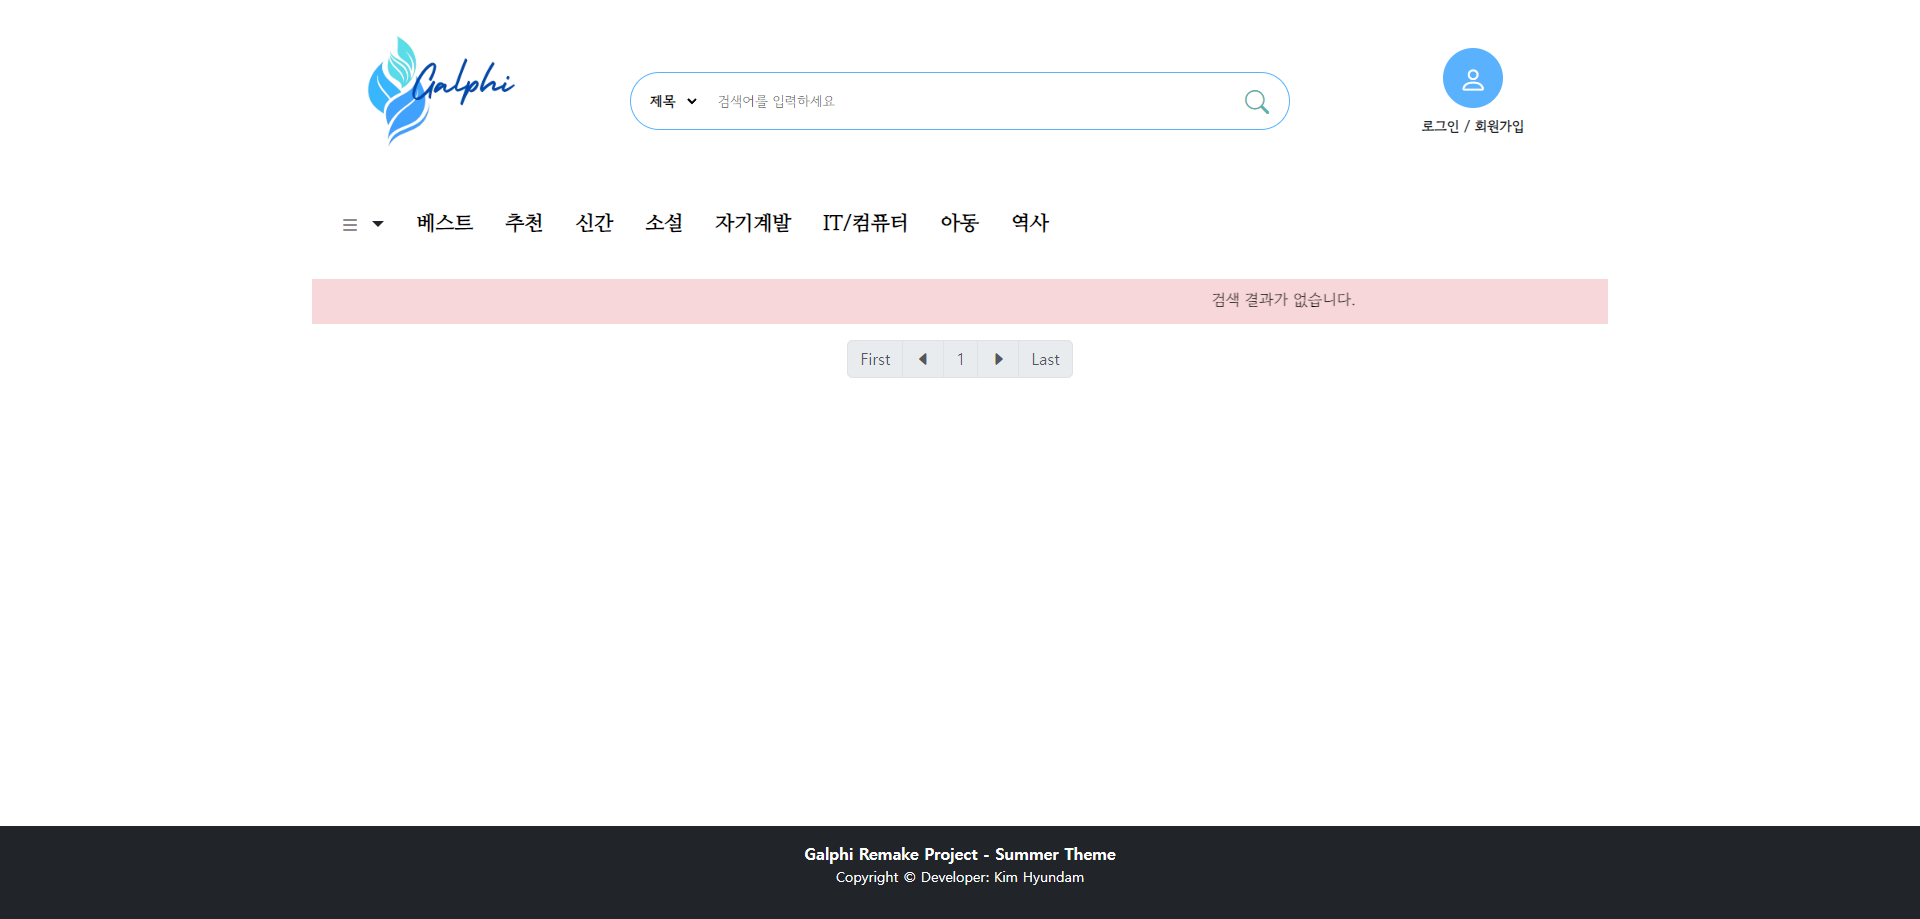 Galphi
제목
검색어를 입력하세요
로그인 / 회원가입
베스트 추천 신간 소설 자기계발 IT/컴퓨터 아동 역사
검색 결과가 없습니다.
First 1 Last
Galphi Remake Project - Summer Theme
Copyright © Developer: Kim Hyundam